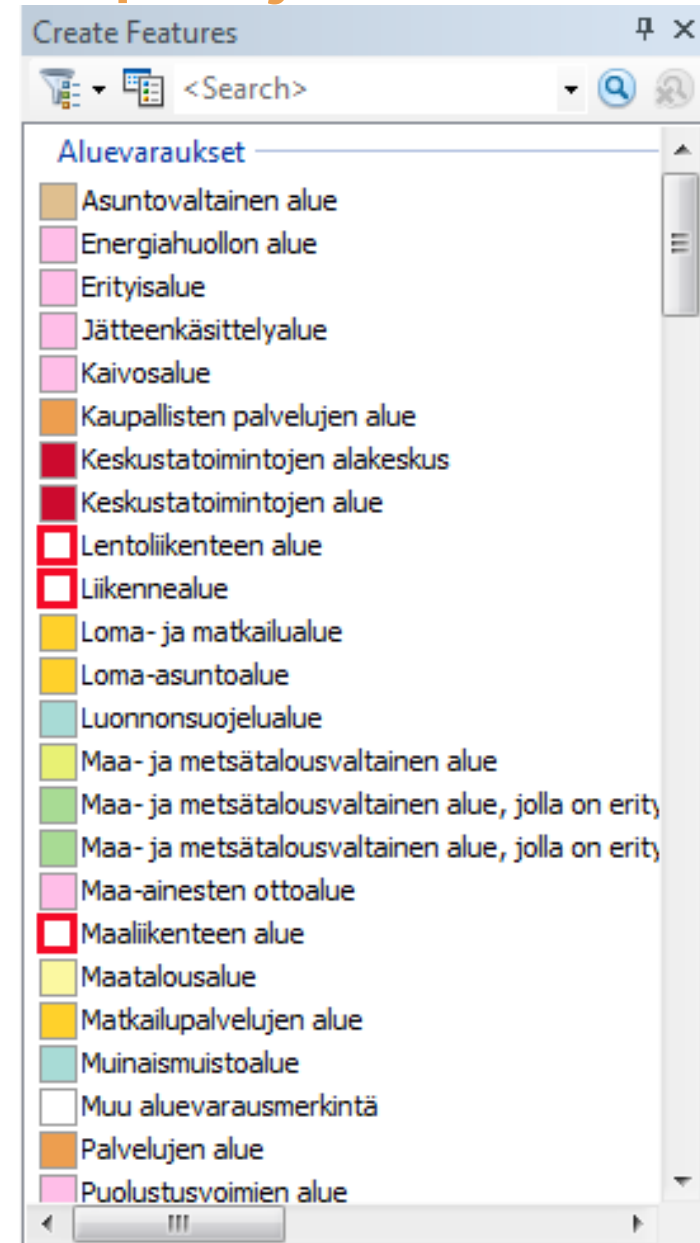 Create Features
<Search>
Aluevaraukset
Asuntovaltainen alue
Energiahuollon alue
Erityisalue
Jätteenkäsittelyalue
Kaivosalue
Kaupallisten palvelujen alue
Keskustatoimintojen alakeskus
Keskustatoimintojen alue
Lentoliikenteen alue
Liikennealue
Loma- ja matkailualue
Loma-asuntoalue
Luonnonsuojelualue
Maa- ja metsätalousvaltainen alue
Maa- ja metsätalousvaltainen alue, jolla on erity
Maa- ja metsätalousvaltainen alue, jolla on erity
Maa-ainesten ottoalue
Maaliikenteen alue
Maatalousalue
Matkailupalvelujen alue
Muinaismuistoalue
Muu aluevarausmerkintä
Palvelujen alue
Puolustusvoimien alue